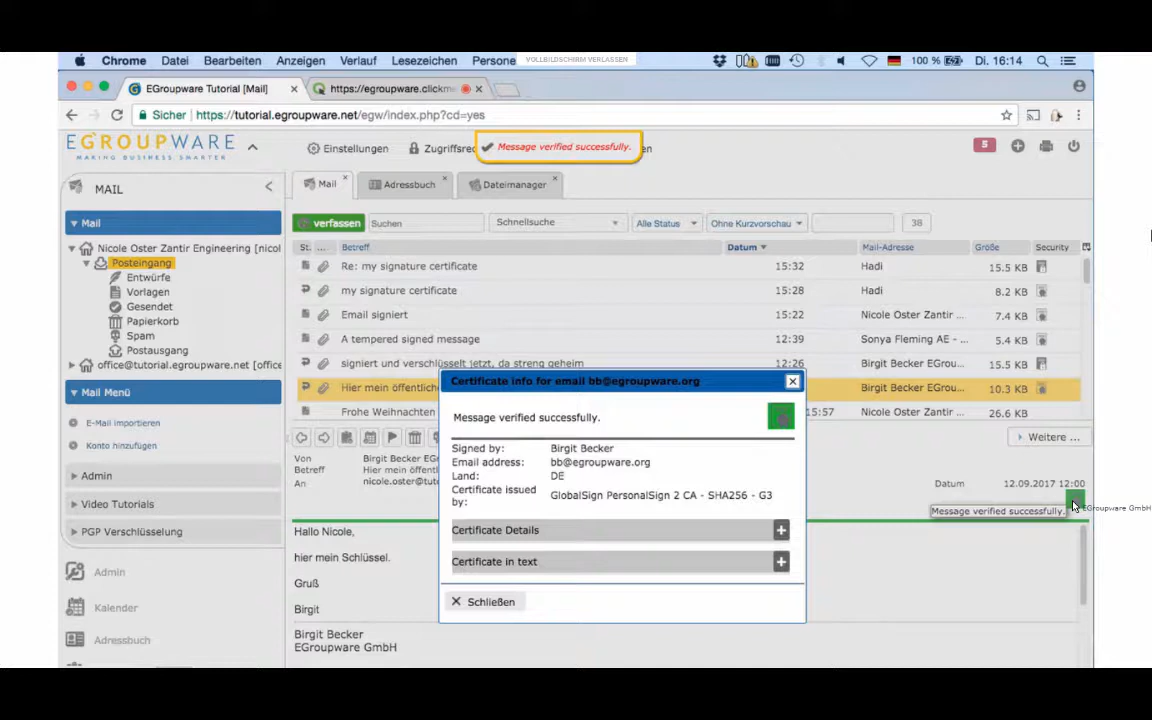 Chrome Datei Bearbeiten Anzeigen Verlauf Lesezeichen Persone VOLLBILDSCHIRM VERLASSEN 100 % Di. 16:14
EGroupware Tutorial [Mail] × https://egroupware.clickme ×
Sicher https://tutorial.egroupware.net/egw/index.php?cd=yes
EGROUPWARE
MAKING BUSINESS SMARTER
Einstellungen Zugriffsrec Message verified successfully. en 5
MAIL
Mail Adressbuch Dateimanager
Mail
verfassen Suchen Schnellsuche Alle Status Ohne Kurzvorschau 38
St. ... Betreff Datum Mail-Adresse Größe Security
Nicole Oster Zantir Engineering [nicol
Posteingang
Entwürfe
Vorlagen
Gesendet
Papierkorb
Spam
Postausgang
office@tutorial.egroupware.net [office
Re: my signature certificate 15:32 Hadi 15.5 KB
my signature certificate 15:28 Hadi 8.2 KB
Email signiert 15:22 Nicole Oster Zantir ... 7.4 KB
A tempered signed message 12:39 Sonya Fleming AE - ... 5.4 KB
signiert und verschlüsselt jetzt, da streng geheim 12:26 Birgit Becker EGrou... 15.5 KB
Hier mein öffentliche Birgit Becker EGrou... 10.3 KB
Frohe Weihnachten 15:57 Nicole Oster Zantir ... 26.6 KB
Mail Menü
E-Mail importieren
Konto hinzufügen
Admin
Video Tutorials
PGP Verschlüsselung
Admin
Kalender
Adressbuch
Weitere ...
Von Birgit Becker EG
Betreff Hier mein öffent
An nicole.oster@tut
Datum 12.09.2017 12:00
Message verified successfully.
EGroupware GmbH
Hallo Nicole,
hier mein Schlüssel.
Gruß
Birgit
Birgit Becker
EGroupware GmbH
Certificate info for email bb@egroupware.org
Message verified successfully.
Signed by: Birgit Becker
Email address: bb@egroupware.org
Land: DE
Certificate issued GlobalSign PersonalSign 2 CA - SHA256 - G3
by:
Certificate Details +
Certificate in text +
Schließen